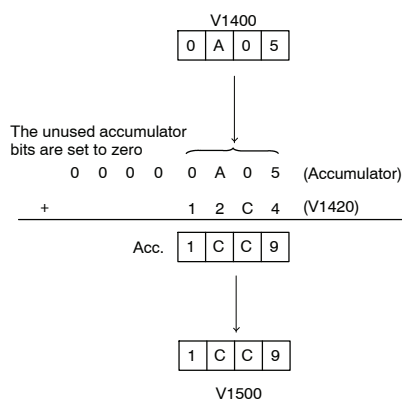 V1400
0 A 0 5
The unused accumulator
bits are set to zero
0 0 0 0 0 A 0 5 (Accumulator)
+ 1 2 C 4 (V1420)
Acc. 1 C C 9
1 C C 9
V1500